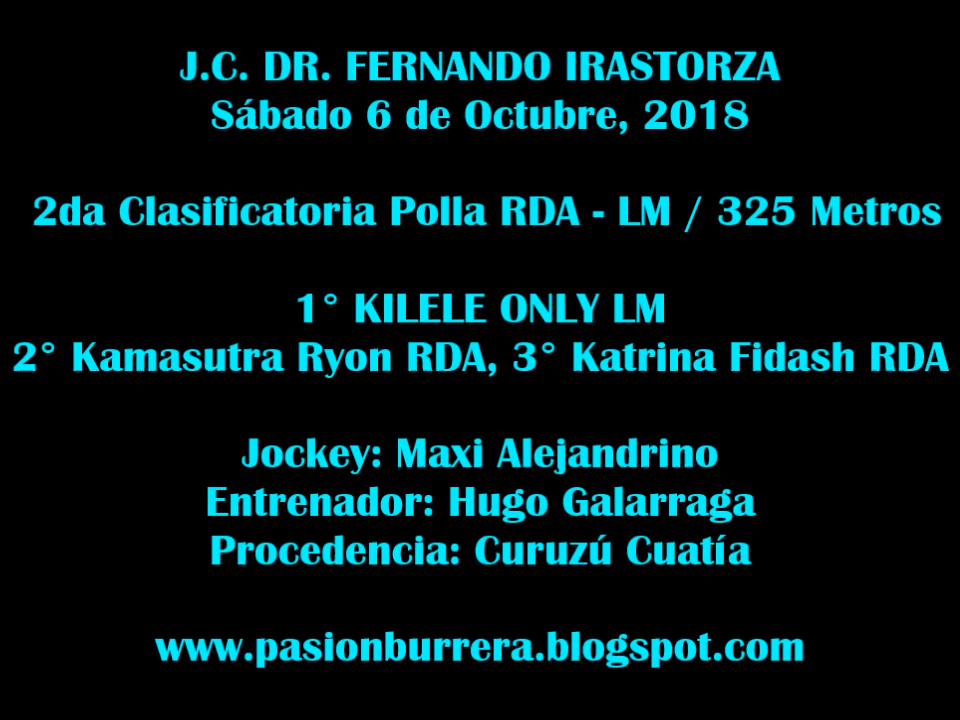 J.C. DR. FERNANDO IRASTORZA
Sábado 6 de Octubre, 2018
2da Clasificatoria Polla RDA - LM / 325 Metros
1° KILELE ONLY LM
2° Kamasutra Ryon RDA, 3° Katrina Fidash RDA
Jockey: Maxi Alejandrino
Entrenador: Hugo Galarraga
Procedencia: Curuzú Cuatía
www.pasionburrera.blogspot.com